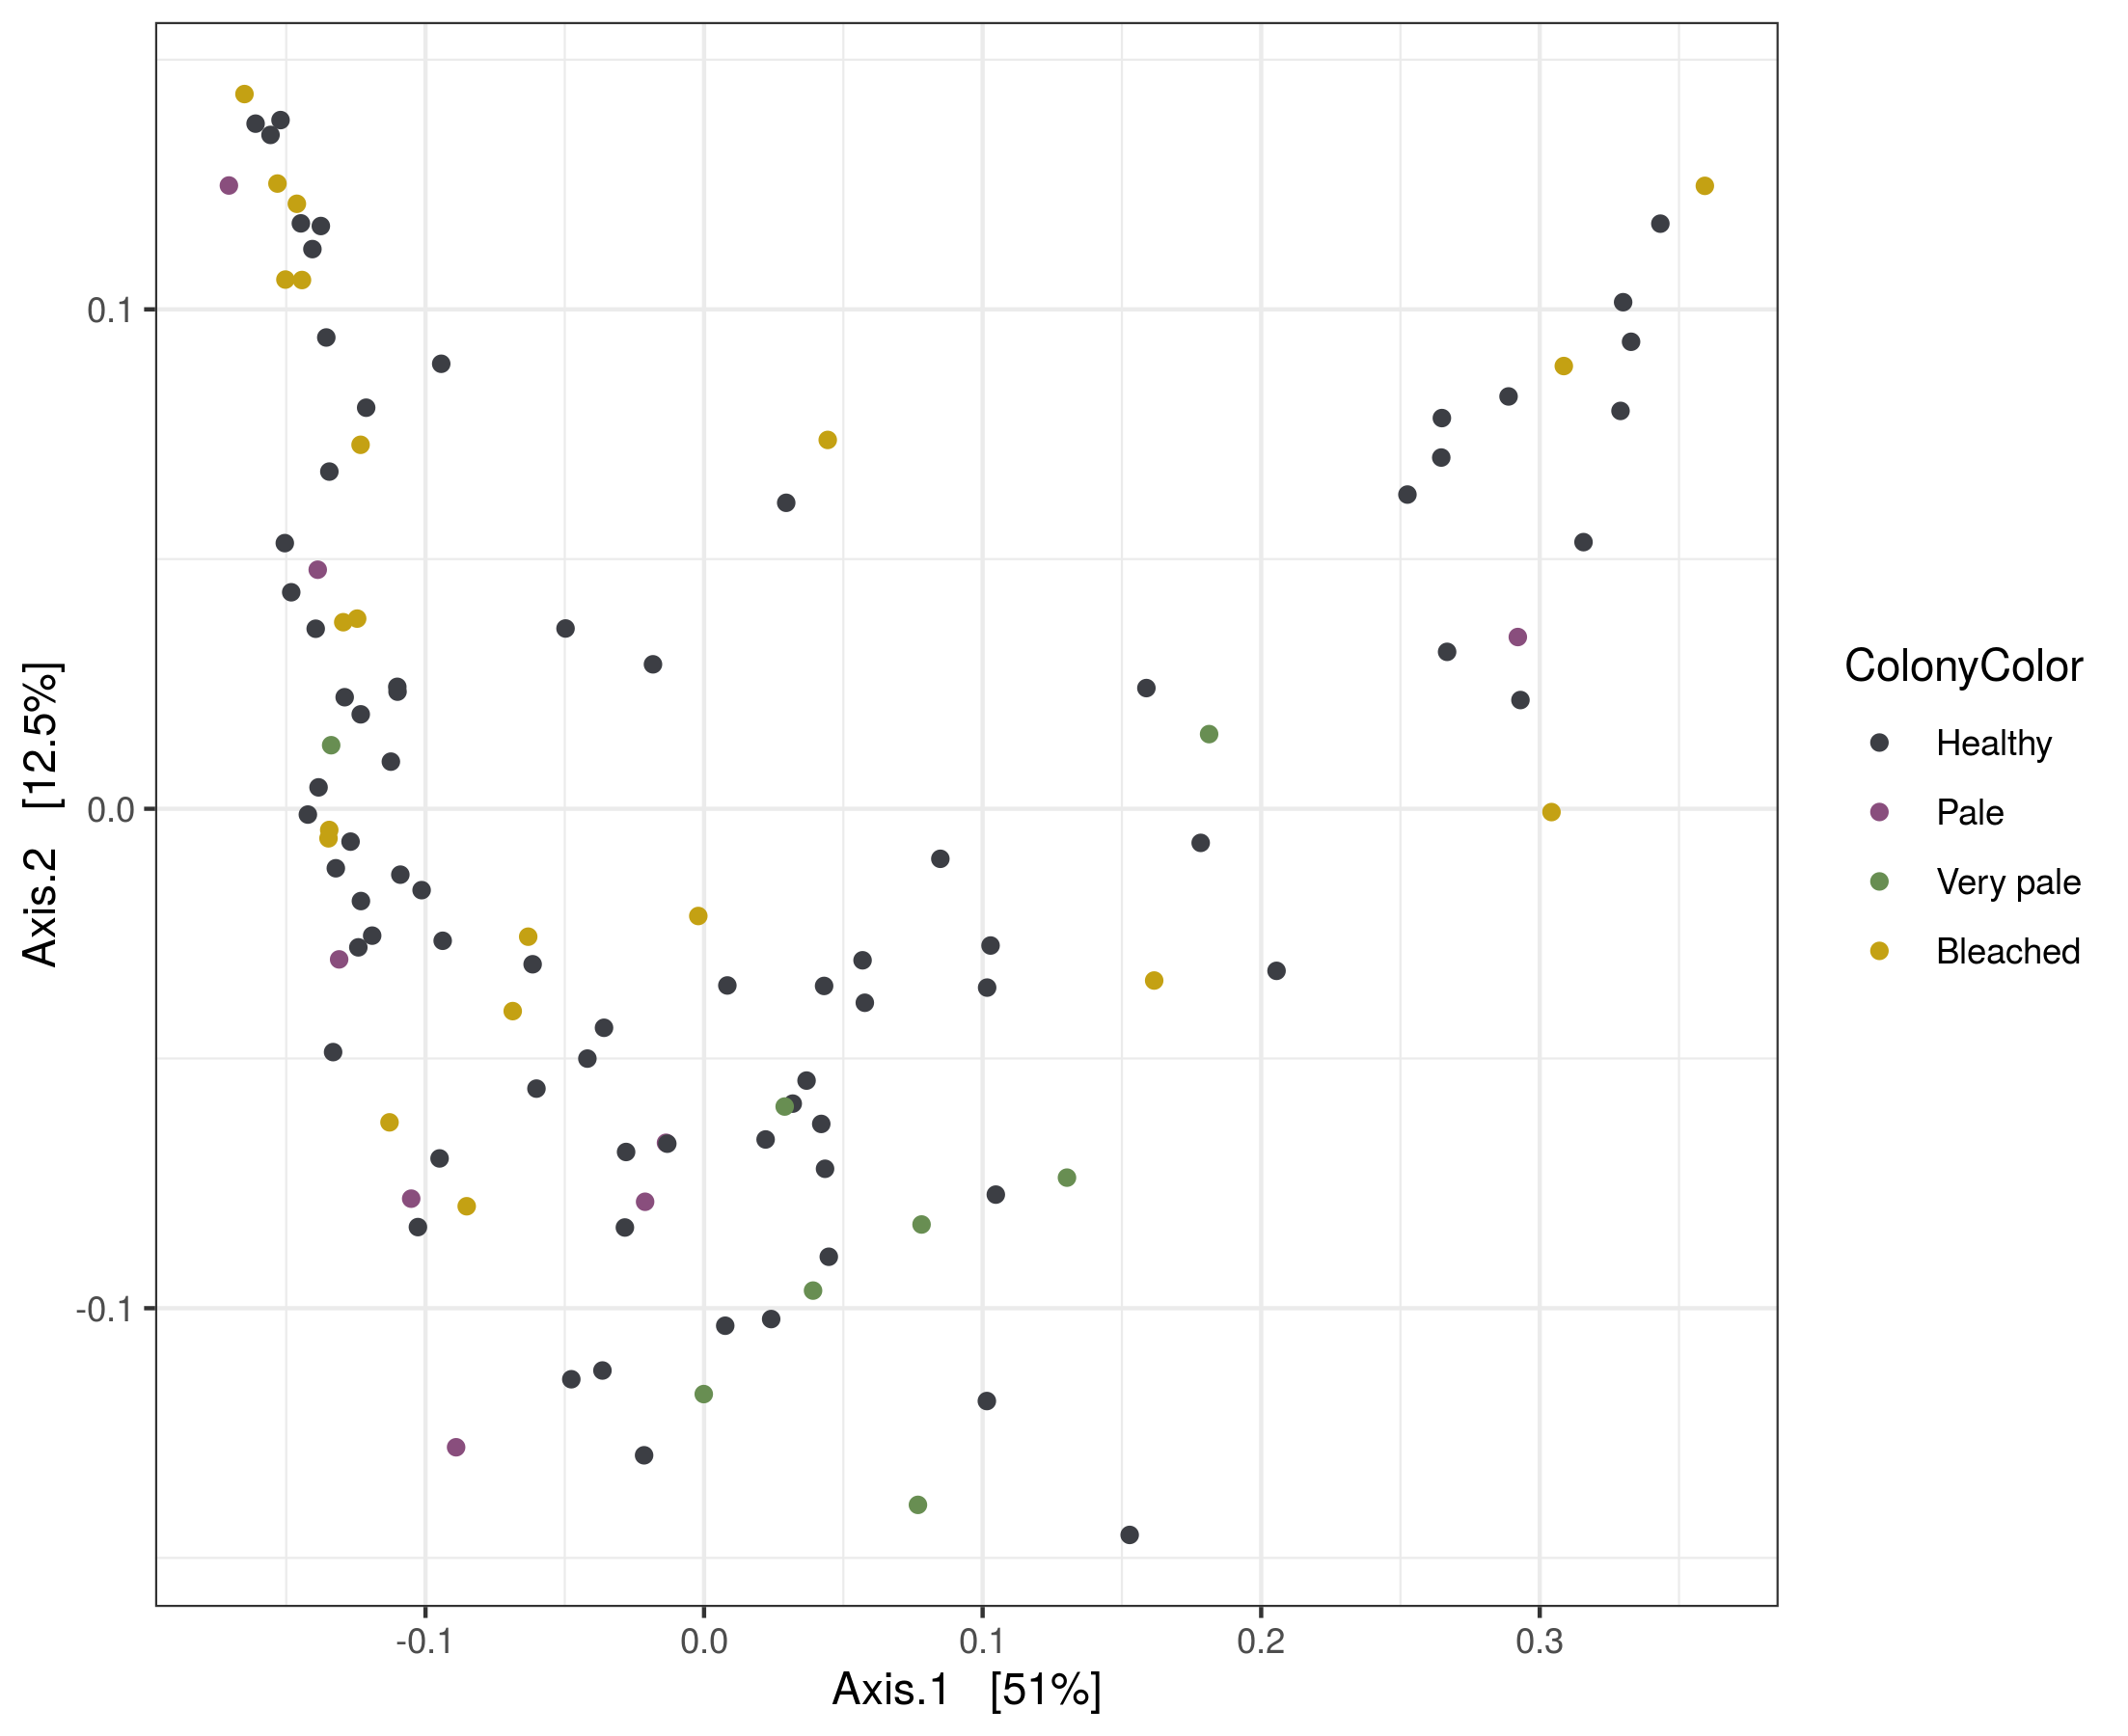 0.1
0.0
-0.1
Axis.2 [12.5%]
-0.1 0.0 0.1 0.2 0.3
Axis.1 [51%]
ColonyColor
Healthy
Pale
Very pale
Bleached